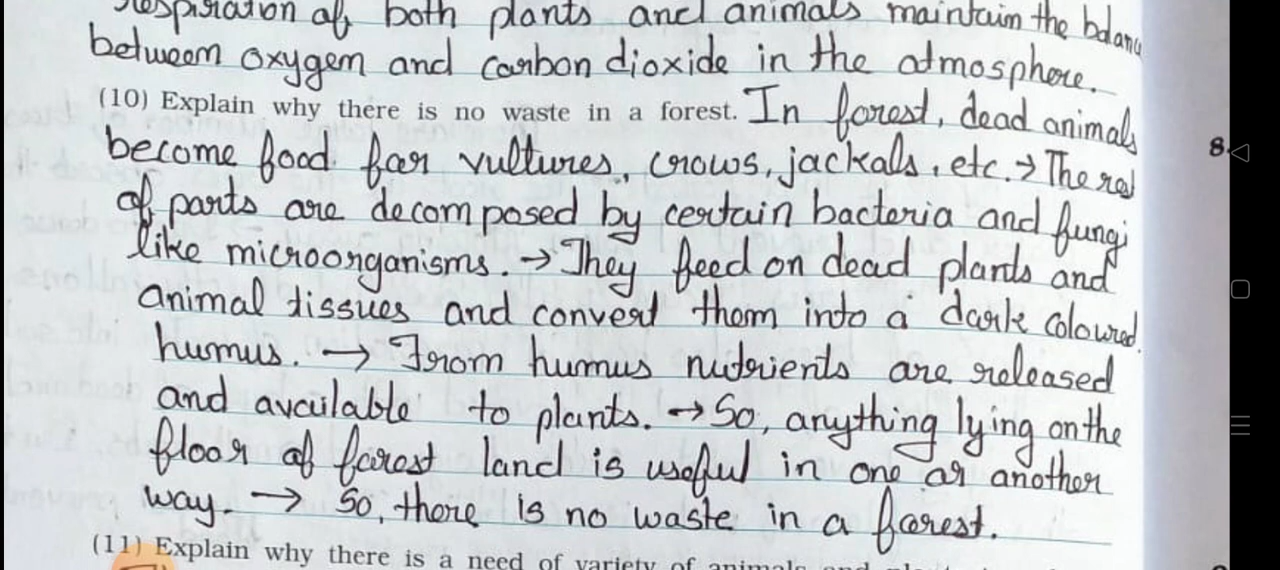 Respiration of both plants and animals maintain the balance
between oxygen and carbon dioxide in the atmosphere.
(10) Explain why there is no waste in a forest. In forest, dead animals
become food for vultures, crows, jackals, etc. → The rest
of parts are decomposed by certain bacteria and fungi
like microorganisms. → They feed on dead plants and
animal tissues and convert them into a dark coloured
humus. → From humus nutrients are released
and available to plants. → So, anything lying on the
floor of forest land is useful in one or another
way. → So, there is no waste in a forest.
(11) Explain why there is a need of variety of animals and
8.